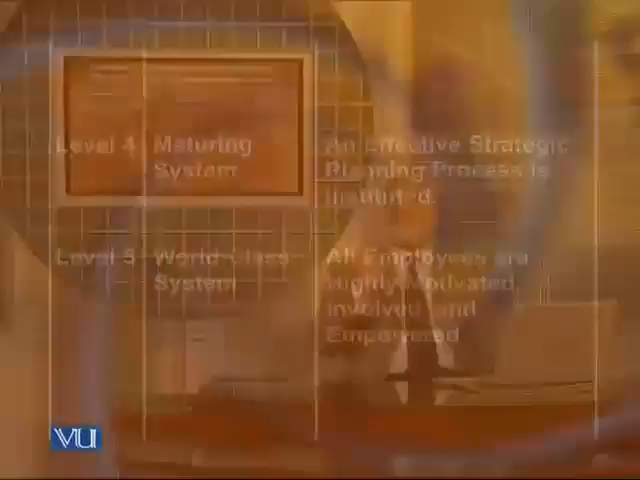 Level 4 Maturing System An Effective Strategic Planning Process is Instituted.
Level 5 World-Class System All Employees are Highly Motivated, Involved, and Empowered
VU